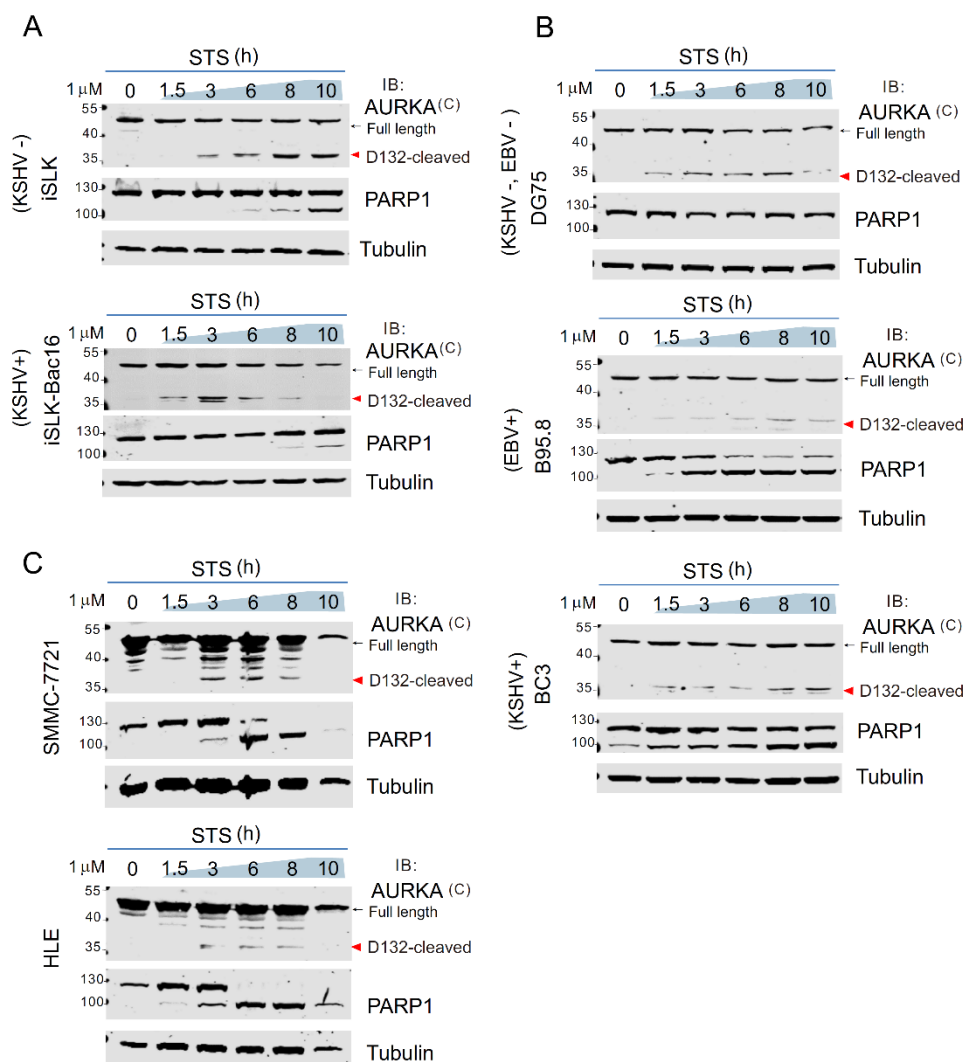 A
STS (h)
1 µM 0 1.5 3 6 8 10 IB:
55
AURKA (C)
Full length
40
35
D132-cleaved
130
PARP1
100
Tubulin
(KSHV -)
iSLK
STS (h)
1 µM 0 1.5 3 6 8 10 IB:
55
AURKA (C)
Full length
40
35
D132-cleaved
130
PARP1
100
Tubulin
(KSHV+)
iSLK-Bac16
B
STS (h)
1 µM 0 1.5 3 6 8 10 IB:
55
AURKA (C)
Full length
40
35
D132-cleaved
130
PARP1
100
Tubulin
(KSHV -, EBV -)
DG75
STS (h)
1 µM 0 1.5 3 6 8 10 IB:
55
AURKA (C)
Full length
40
35
D132-cleaved
130
PARP1
100
Tubulin
(EBV+)
B95.8
STS (h)
1 µM 0 1.5 3 6 8 10 IB:
55
AURKA (C)
Full length
40
35
D132-cleaved
130
PARP1
100
Tubulin
(KSHV+)
BC3
C
STS (h)
1 µM 0 1.5 3 6 8 10 IB:
55
AURKA (C)
Full length
40
35
D132-cleaved
130
PARP1
100
Tubulin
SMMC-7721
STS (h)
1 µM 0 1.5 3 6 8 10 IB:
55
AURKA (C)
Full length
40
35
D132-cleaved
130
PARP1
100
Tubulin
HLE